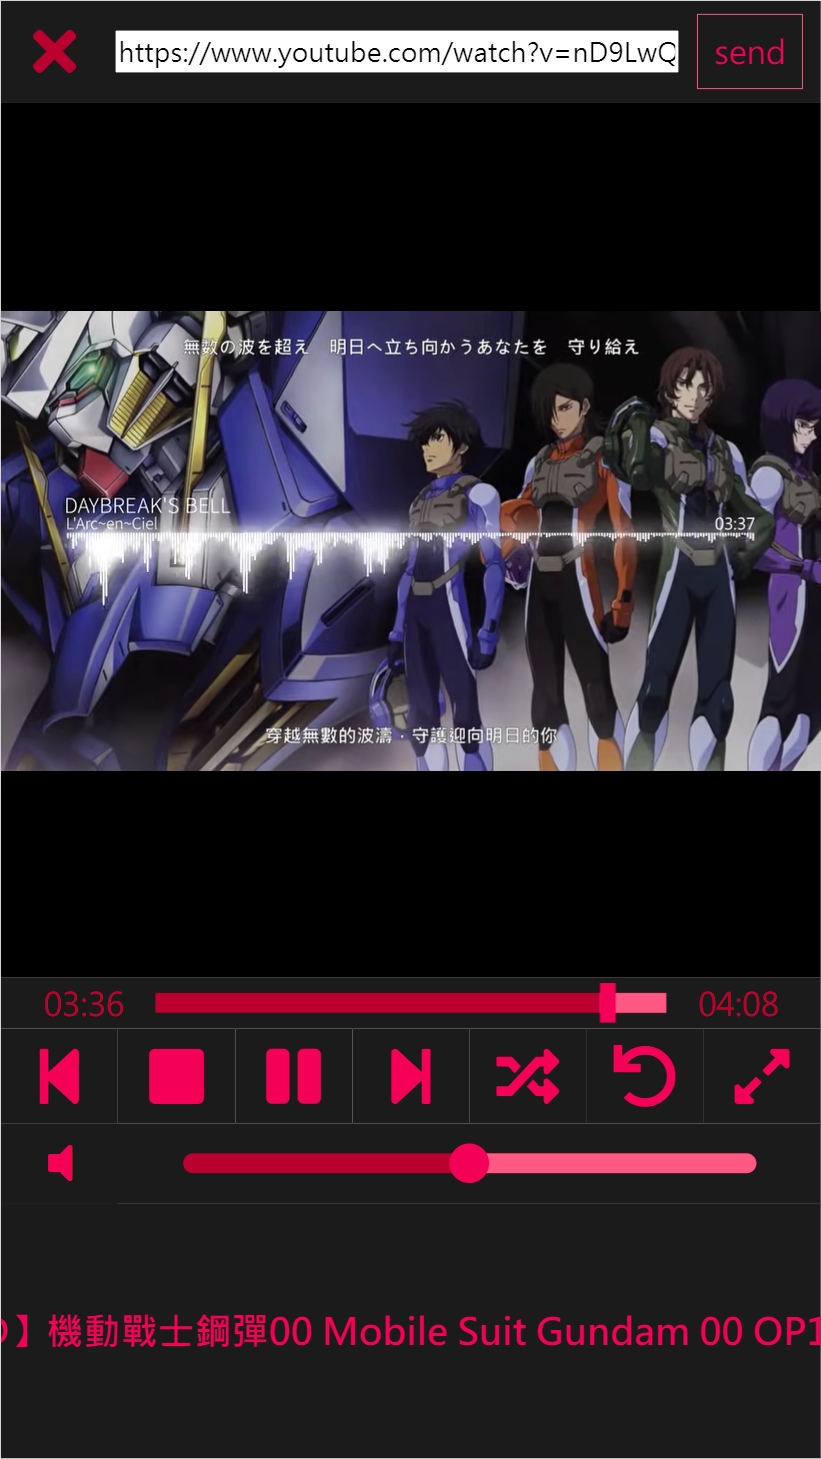 https://www.youtube.com/watch?v=nD9LwQ
send
無数の波を超え 明日へ立ち向かうあなたを 守り給え
DAYBREAK'S BELL
L'Arc~en~Ciel
03:37
穿越無數的波濤，守護迎向明日的你
03:36
04:08
】機動戰士鋼彈00 Mobile Suit Gundam 00 OP1